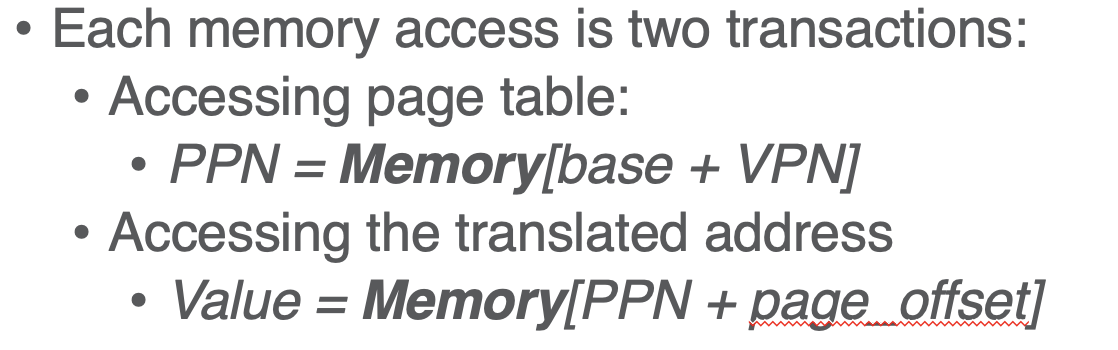 • Each memory access is two transactions:
• Accessing page table:
• PPN = Memory[base + VPN]
• Accessing the translated address
• Value = Memory[PPN + page_offset]